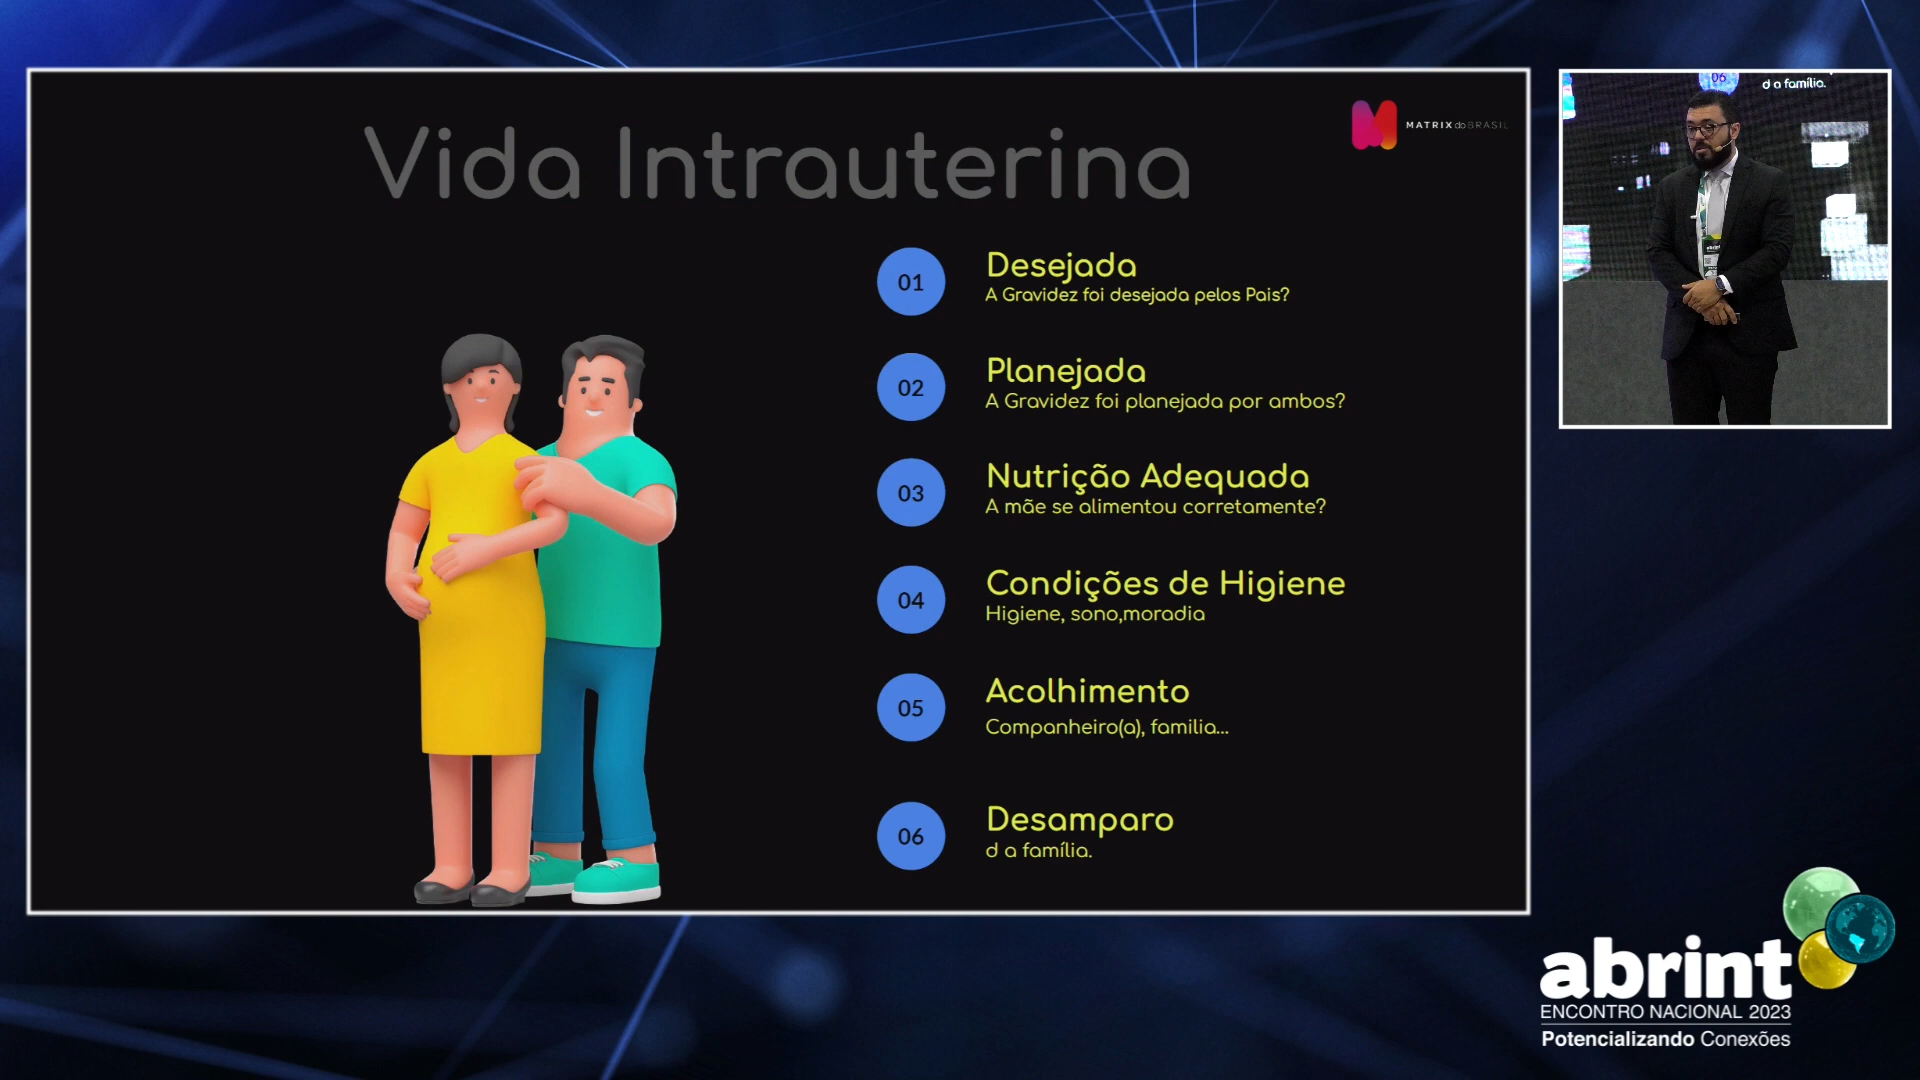 Vida Intrauterina
MATRIX do BRASIL
01
Desejada
A Gravidez foi desejada pelos Pais?
02
Planejada
A Gravidez foi planejada por ambos?
03
Nutrição Adequada
A mãe se alimentou corretamente?
04
Condições de Higiene
Higiene, sono,moradia
05
Acolhimento
Companheiro(a), familia...
06
Desamparo
d a família.
06
d a família.
abrint
abrint
ENCONTRO NACIONAL 2023
Potencializando Conexões